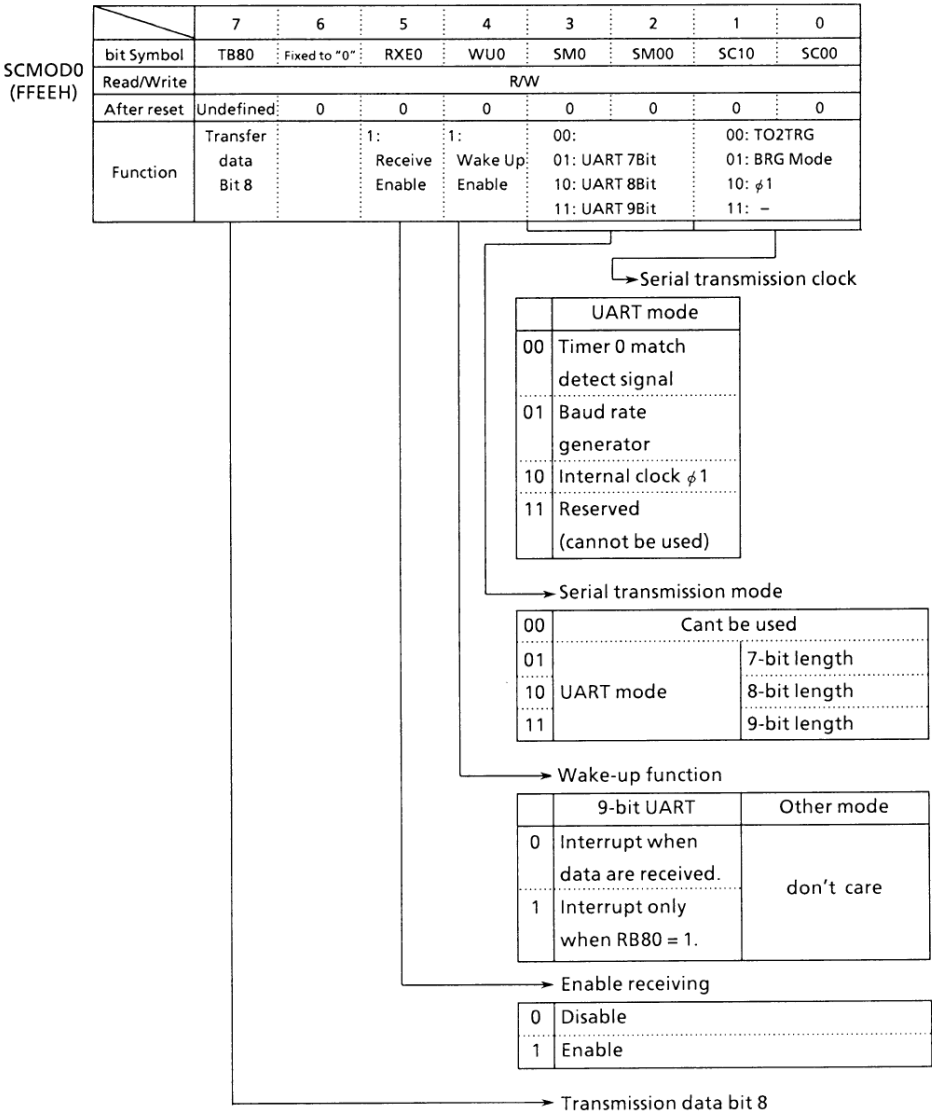 7 6 5 4 3 2 1 0
SCMOD0
(FFEEH)
bit Symbol TB80 Fixed to "0" RXE0 WU0 SM0 SM00 SC10 SC00
Read/Write R/W
After reset Undefined 0 0 0 0 0 0 0
Function
Transfer
data
Bit 8
1:
Receive
Enable
1:
Wake Up
Enable
00:
01: UART 7Bit
10: UART 8Bit
11: UART 9Bit
00: TO2TRG
01: BRG Mode
10: ϕ1
11: –
Serial transmission clock
UART mode
00 Timer 0 match
detect signal
01 Baud rate
generator
10 Internal clock ϕ1
11 Reserved
(cannot be used)
Serial transmission mode
00 Cant be used
01 7-bit length
10 UART mode 8-bit length
11 9-bit length
Wake-up function
9-bit UART Other mode
0 Interrupt when
data are received.
1 Interrupt only
when RB80 = 1.
don't care
Enable receiving
0 Disable
1 Enable
Transmission data bit 8